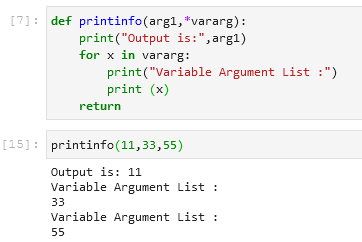 [7]: def printinfo(arg1,*vararg):
    print("Output is:",arg1)
    for x in vararg:
        print("Variable Argument List :")
        print (x)
    return
[15]: printinfo(11,33,55)
Output is: 11
Variable Argument List :
33
Variable Argument List :
55